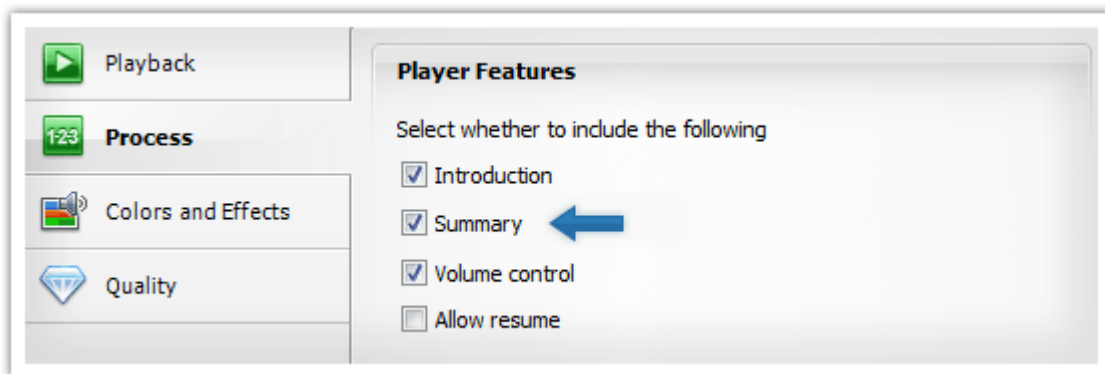 Playback
123 Process
Colors and Effects
Quality
Player Features
Select whether to include the following
Introduction
Summary
Volume control
Allow resume